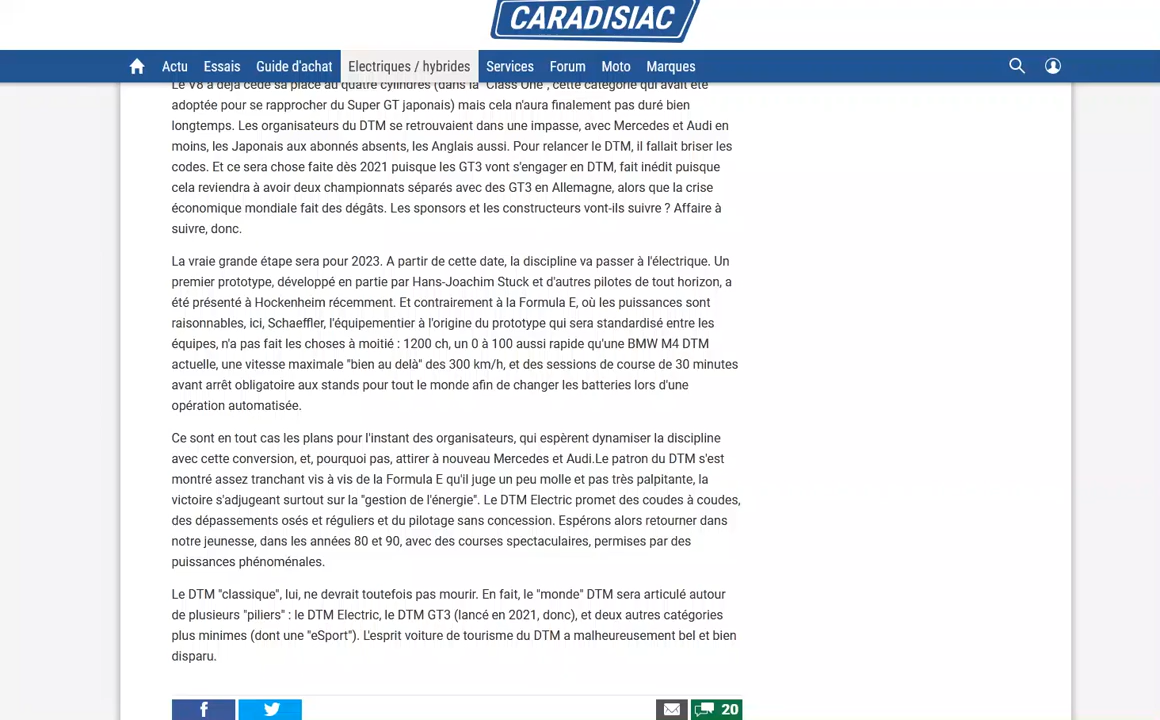 CARADISIAC
Actu Essais Guide d'achat Electriques / hybrides Services Forum Moto Marques
Le V8 a déjà cédé sa place au quatre cylindres (dans la "Class One", cette catégorie qui avait été
adoptée pour se rapprocher du Super GT japonais) mais cela n'aura finalement pas duré bien
longtemps. Les organisateurs du DTM se retrouvaient dans une impasse, avec Mercedes et Audi en
moins, les Japonais aux abonnés absents, les Anglais aussi. Pour relancer le DTM, il fallait briser les
codes. Et ce sera chose faite dès 2021 puisque les GT3 vont s'engager en DTM, fait inédit puisque
cela reviendra à avoir deux championnats séparés avec des GT3 en Allemagne, alors que la crise
économique mondiale fait des dégâts. Les sponsors et les constructeurs vont-ils suivre ? Affaire à
suivre, donc.
La vraie grande étape sera pour 2023. A partir de cette date, la discipline va passer à l'électrique. Un
premier prototype, développé en partie par Hans-Joachim Stuck et d'autres pilotes de tout horizon, a
été présenté à Hockenheim récemment. Et contrairement à la Formula E, où les puissances sont
raisonnables, ici, Schaeffler, l'équipementier à l'origine du prototype qui sera standardisé entre les
équipes, n'a pas fait les choses à moitié : 1200 ch, un 0 à 100 aussi rapide qu'une BMW M4 DTM
actuelle, une vitesse maximale "bien au delà" des 300 km/h, et des sessions de course de 30 minutes
avant arrêt obligatoire aux stands pour tout le monde afin de changer les batteries lors d'une
opération automatisée.
Ce sont en tout cas les plans pour l'instant des organisateurs, qui espèrent dynamiser la discipline
avec cette conversion, et, pourquoi pas, attirer à nouveau Mercedes et Audi.Le patron du DTM s'est
montré assez tranchant vis à vis de la Formula E qu'il juge un peu molle et pas très palpitante, la
victoire s'adjugeant surtout sur la "gestion de l'énergie". Le DTM Electric promet des coudes à coudes,
des dépassements osés et réguliers et du pilotage sans concession. Espérons alors retourner dans
notre jeunesse, dans les années 80 et 90, avec des courses spectaculaires, permises par des
puissances phénoménales.
Le DTM "classique", lui, ne devrait toutefois pas mourir. En fait, le "monde" DTM sera articulé autour
de plusieurs "piliers" : le DTM Electric, le DTM GT3 (lancé en 2021, donc), et deux autres catégories
plus minimes (dont une "eSport"). L'esprit voiture de tourisme du DTM a malheureusement bel et bien
disparu.
20